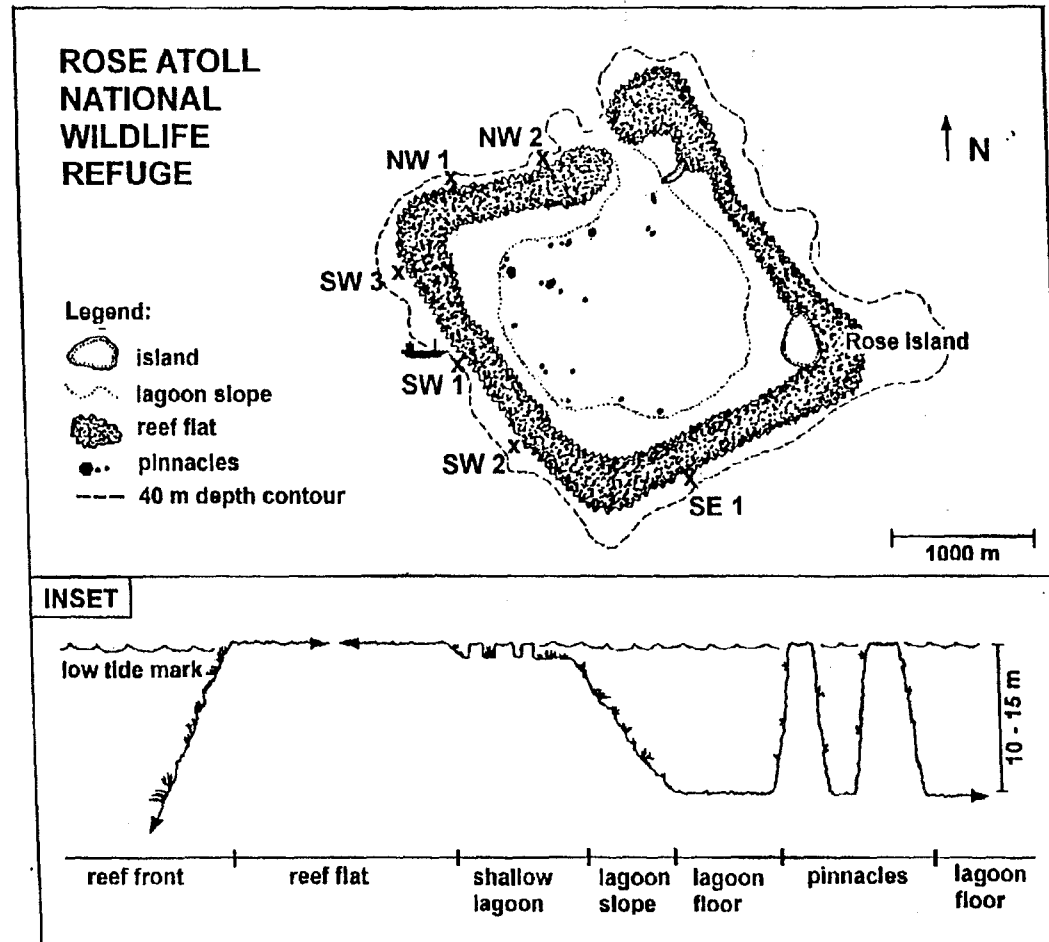 ROSE ATOLL
NATIONAL
WILDLIFE
REFUGE
NW 2
NW 1
N
SW 3
Rose Island
SW 1
SW 2
SE 1
1000 m
Legend:
island
lagoon slope
reef flat
pinnacles
40 m depth contour
INSET
low tide mark
10 - 15 m
reef front
reef flat
shallow
lagoon
lagoon
slope
lagoon
floor
pinnacles
lagoon
floor